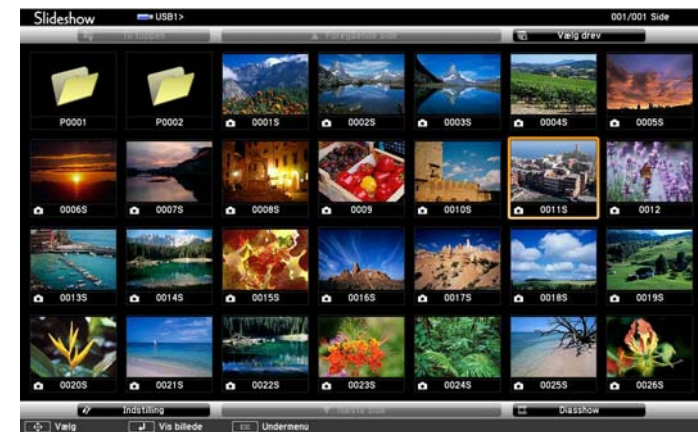 Slideshow USB1> 001/001 Side
Til toppen ▲ Foregående side Vælg drev
P0001 P0002 0001S 0002S 0003S 0004S 0005S
0006S 0007S 0008S 0009 0010S 0011S 0012
0013S 0014S 0015S 0016S 0017S 0018S 0019S
0020S 0021S 0022S 0023S 0024S 0025S 0026S
Indstilling ▼ Næste side Diasshow
Vælg Vis billede Esc Undermenu